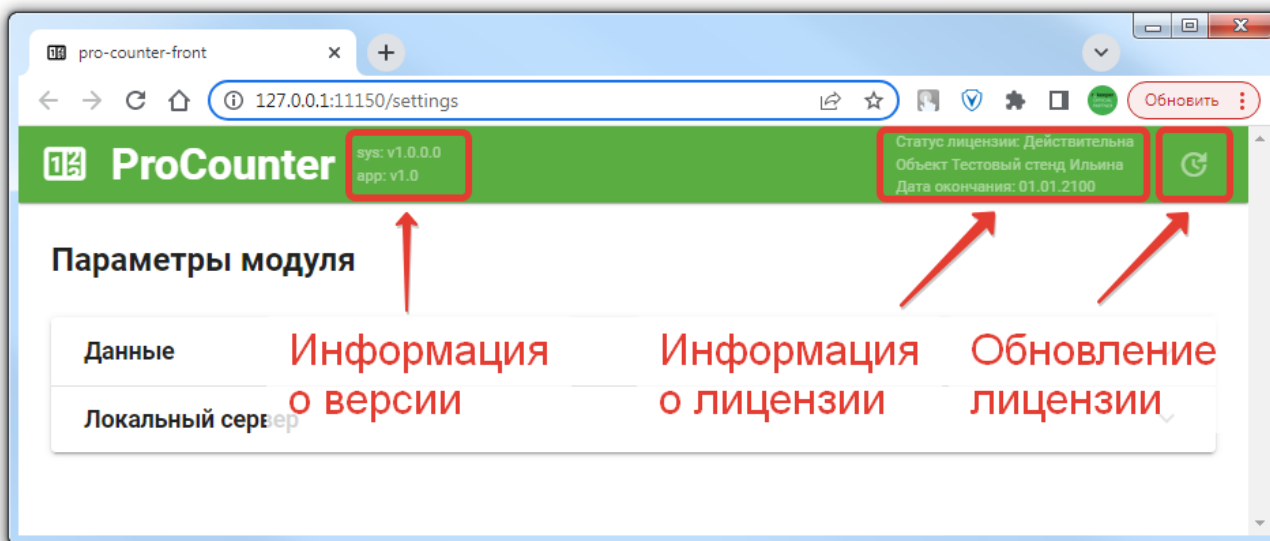 pro-counter-front
127.0.0.1:11150/settings
Обновить
ProCounter
sys: v1.0.0.0
app: v1.0
Статус лицензии: Действительна
Объект Тестовый стенд Ильина
Дата окончания: 01.01.2100
Параметры модуля
Данные
Локальный сервер
Информация
о версии
Информация
о лицензии
Обновление
лицензии